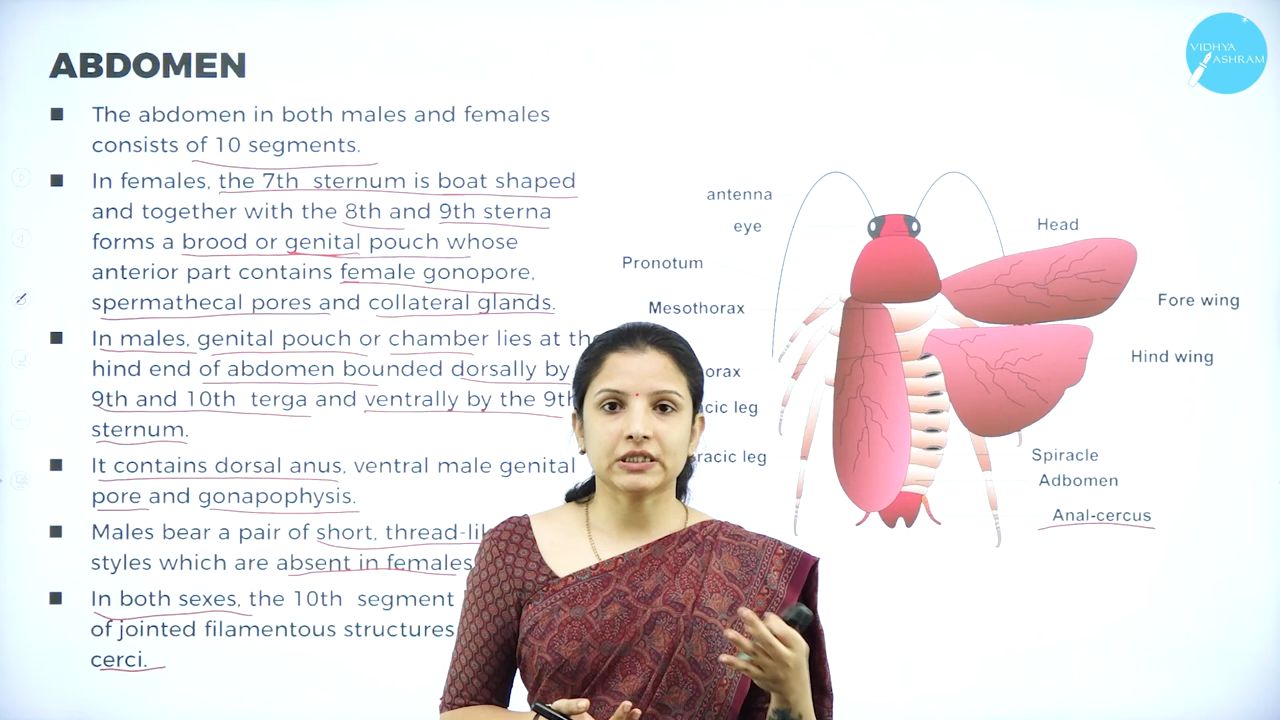 VIDHYA
ASHRAM
ABDOMEN
The abdomen in both males and females
consists of 10 segments.
In females, the 7th sternum is boat shaped
and together with the 8th and 9th sterna
forms a brood or genital pouch whose
anterior part contains female gonopore,
spermathecal pores and collateral glands.
In males, genital pouch or chamber lies at the
hind end of abdomen bounded dorsally by
9th and 10th terga and ventrally by the 9th
sternum.
It contains dorsal anus, ventral male genital
pore and gonapophysis.
Males bear a pair of short, thread-li
styles which are absent in females
In both sexes, the 10th segment
of jointed filamentous structures
cerci.
antenna
eye
Pronotum
Mesothorax
orax
cic leg
racic leg
Head
Fore wing
Hind wing
Spiracle
Adbomen
Anal-cercus